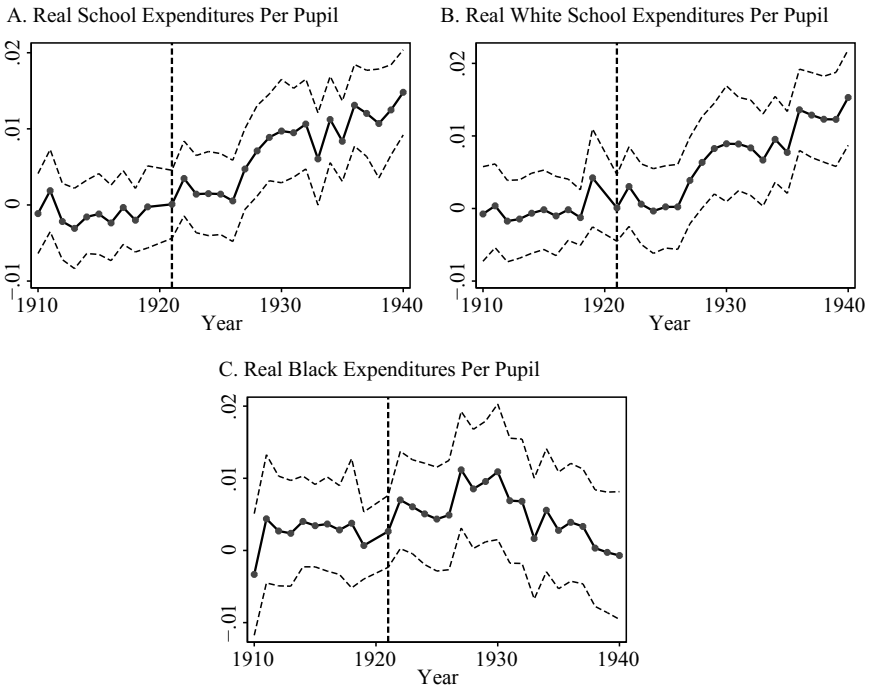 A. Real School Expenditures Per Pupil
.02
.01
0
−.01
1910 1920 1930 1940
Year
B. Real White School Expenditures Per Pupil
.02
.01
0
−.01
1910 1920 1930 1940
Year
C. Real Black Expenditures Per Pupil
.02
.01
0
−.01
1910 1920 1930 1940
Year